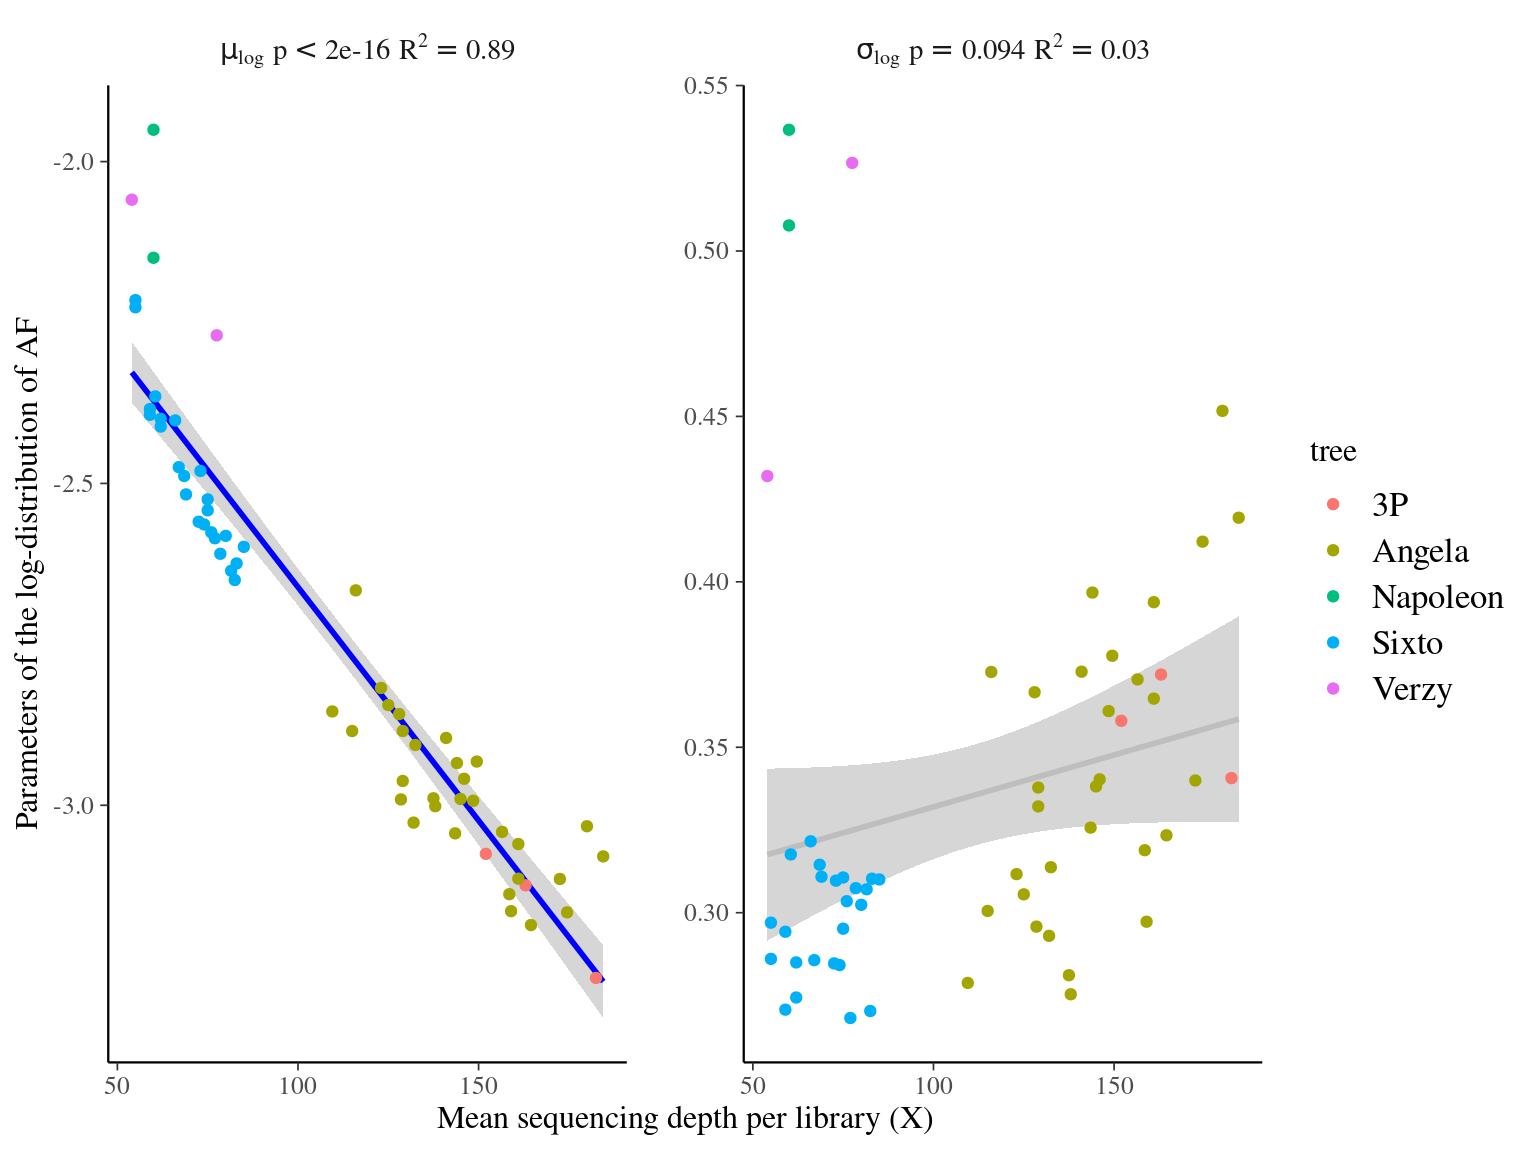 μlog p < 2e-16 R² = 0.89
σlog p = 0.094 R² = 0.03
Parameters of the log-distribution of AF
-2.0
-2.5
-3.0
50 100 150
0.55
0.50
0.45
0.40
0.35
0.30
50 100 150
Mean sequencing depth per library (X)
tree
3P
Angela
Napoleon
Sixto
Verzy